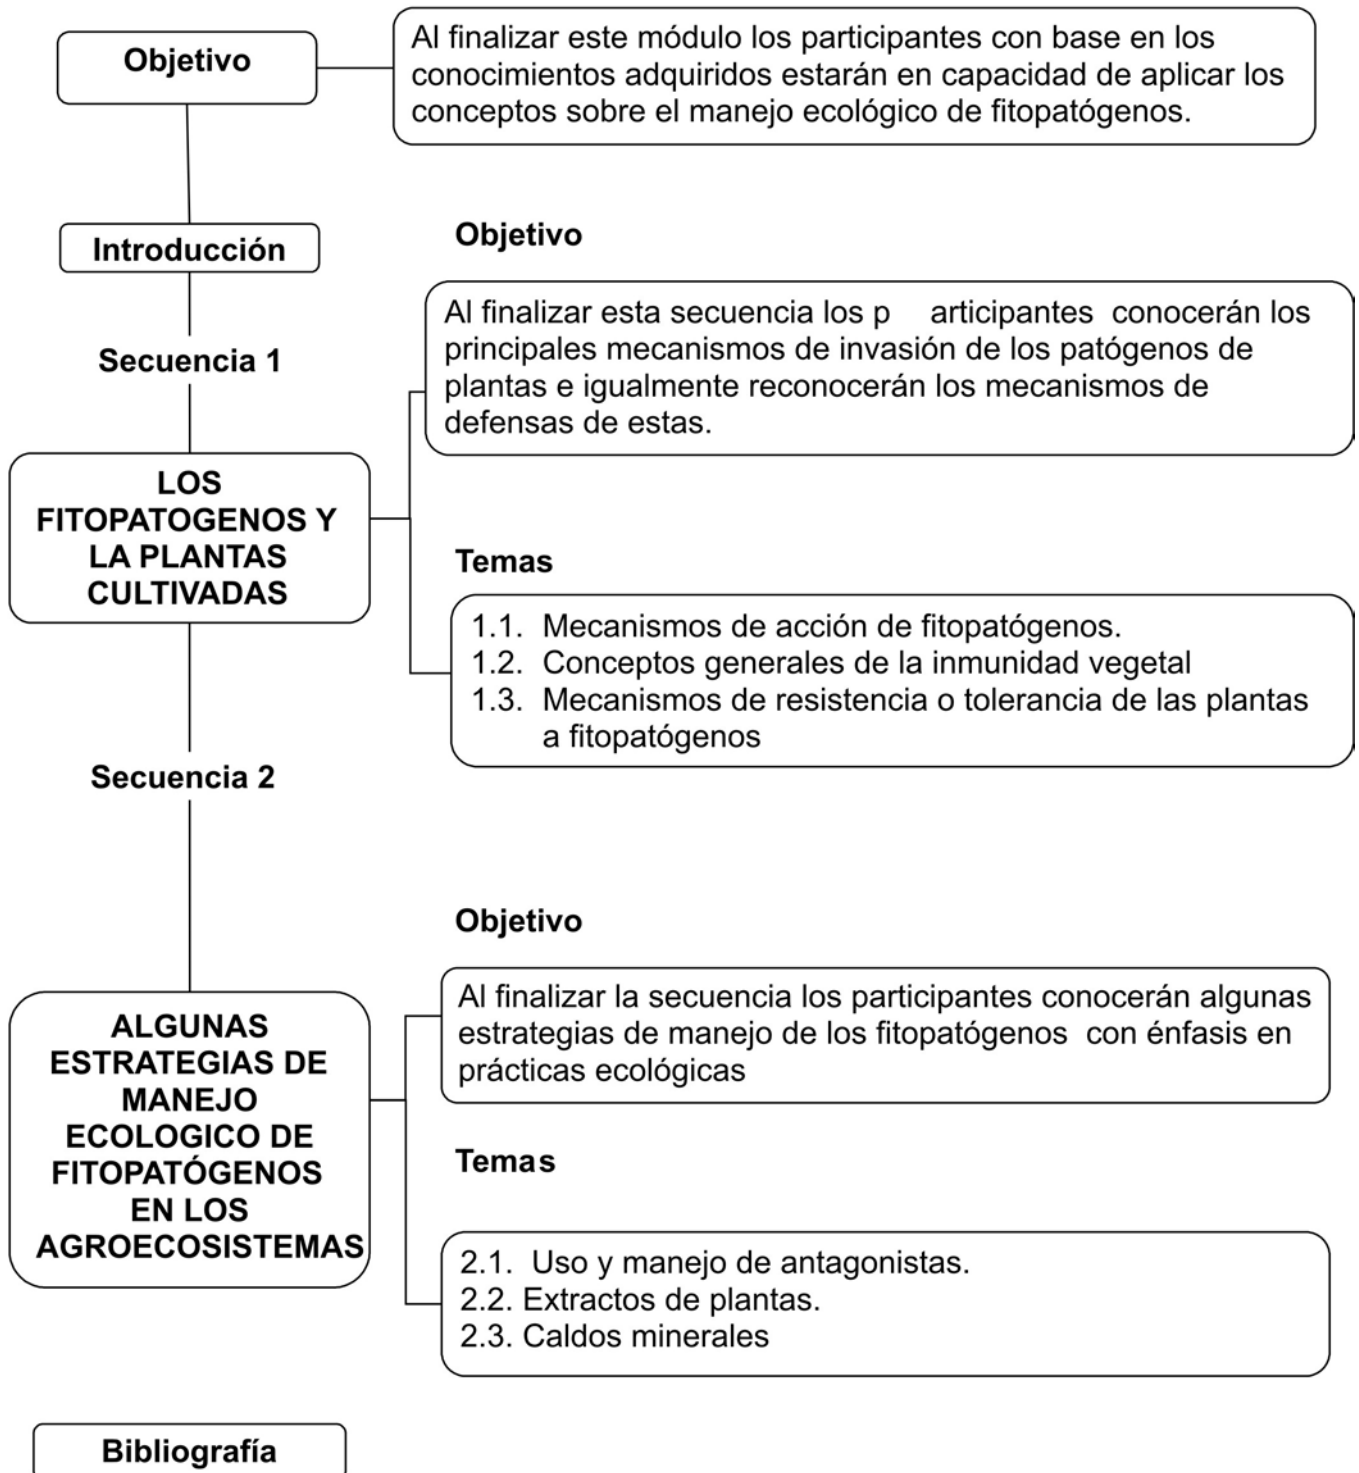 Objetivo
Al finalizar este módulo los participantes con base en los
conocimientos adquiridos estarán en capacidad de aplicar los
conceptos sobre el manejo ecológico de fitopatógenos.
Introducción
Secuencia 1
LOS
FITOPATOGENOS Y
LA PLANTAS
CULTIVADAS
Objetivo
Al finalizar esta secuencia los p articipantes conocerán los
principales mecanismos de invasión de los patógenos de
plantas e igualmente reconocerán los mecanismos de
defensas de estas.
Temas
1.1. Mecanismos de acción de fitopatógenos.
1.2. Conceptos generales de la inmunidad vegetal
1.3. Mecanismos de resistencia o tolerancia de las plantas
a fitopatógenos
Secuencia 2
ALGUNAS
ESTRATEGIAS DE
MANEJO
ECOLOGICO DE
FITOPATÓGENOS
EN LOS
AGROECOSISTEMAS
Objetivo
Al finalizar la secuencia los participantes conocerán algunas
estrategias de manejo de los fitopatógenos con énfasis en
prácticas ecológicas
Temas
2.1. Uso y manejo de antagonistas.
2.2. Extractos de plantas.
2.3. Caldos minerales
Bibliografía